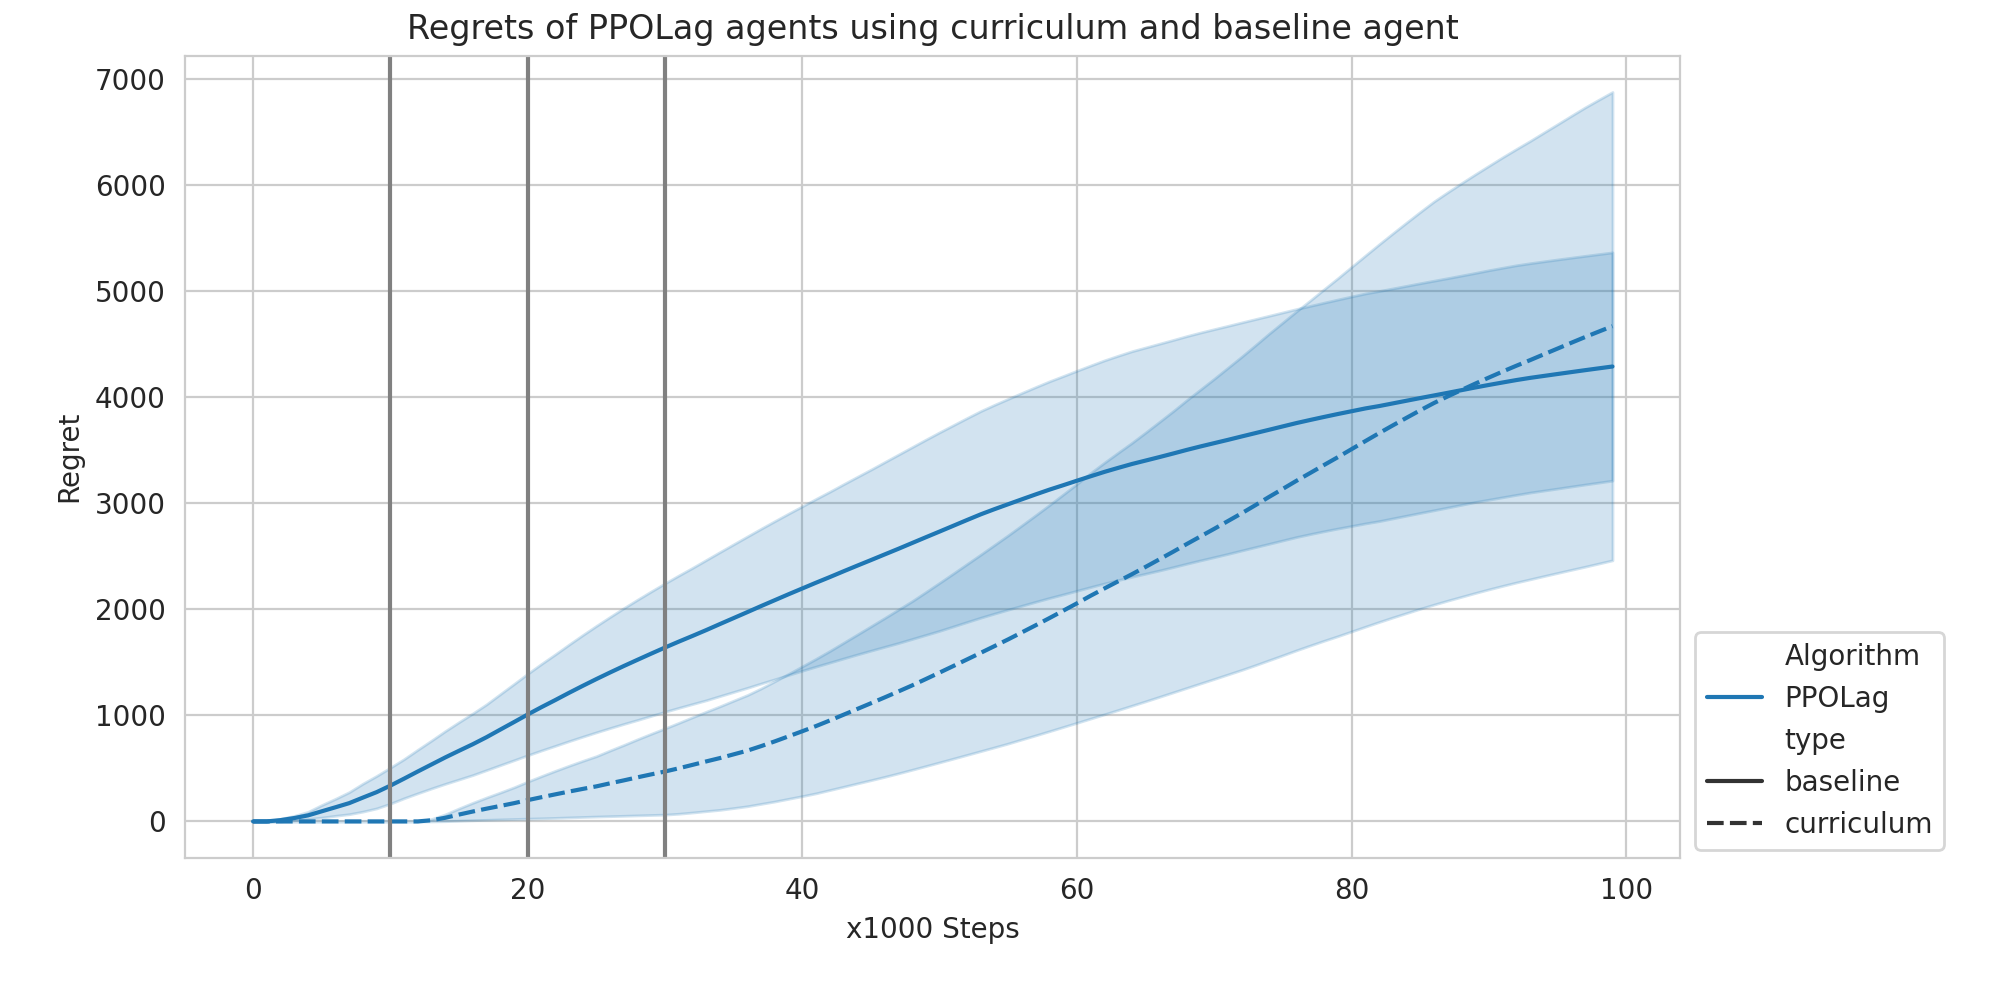 Regrets of PPOLag agents using curriculum and baseline agent
7000
6000
5000
4000
3000
2000
1000
0
Regret
0 20 40 60 80 100
x1000 Steps
Algorithm
PPOLag
type
baseline
curriculum